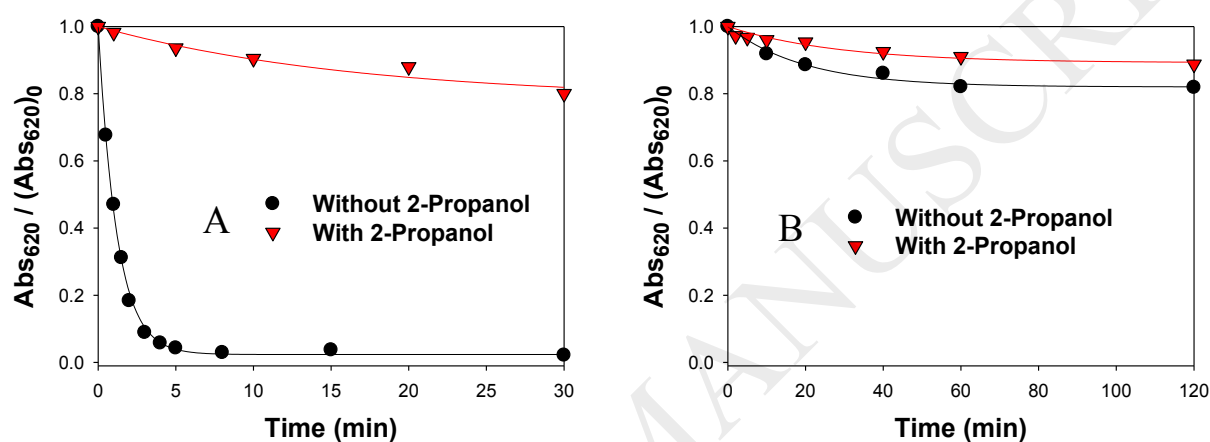 Abs620 / (Abs620)0
1.0
0.8
0.6
0.4
0.2
0.0
A
Without 2-Propanol
With 2-Propanol
0 5 10 15 20 25 30
Time (min)
Abs620 / (Abs620)0
1.0
0.8
0.6
0.4
0.2
0.0
B
Without 2-Propanol
With 2-Propanol
0 20 40 60 80 100 120
Time (min)
MANUSCR